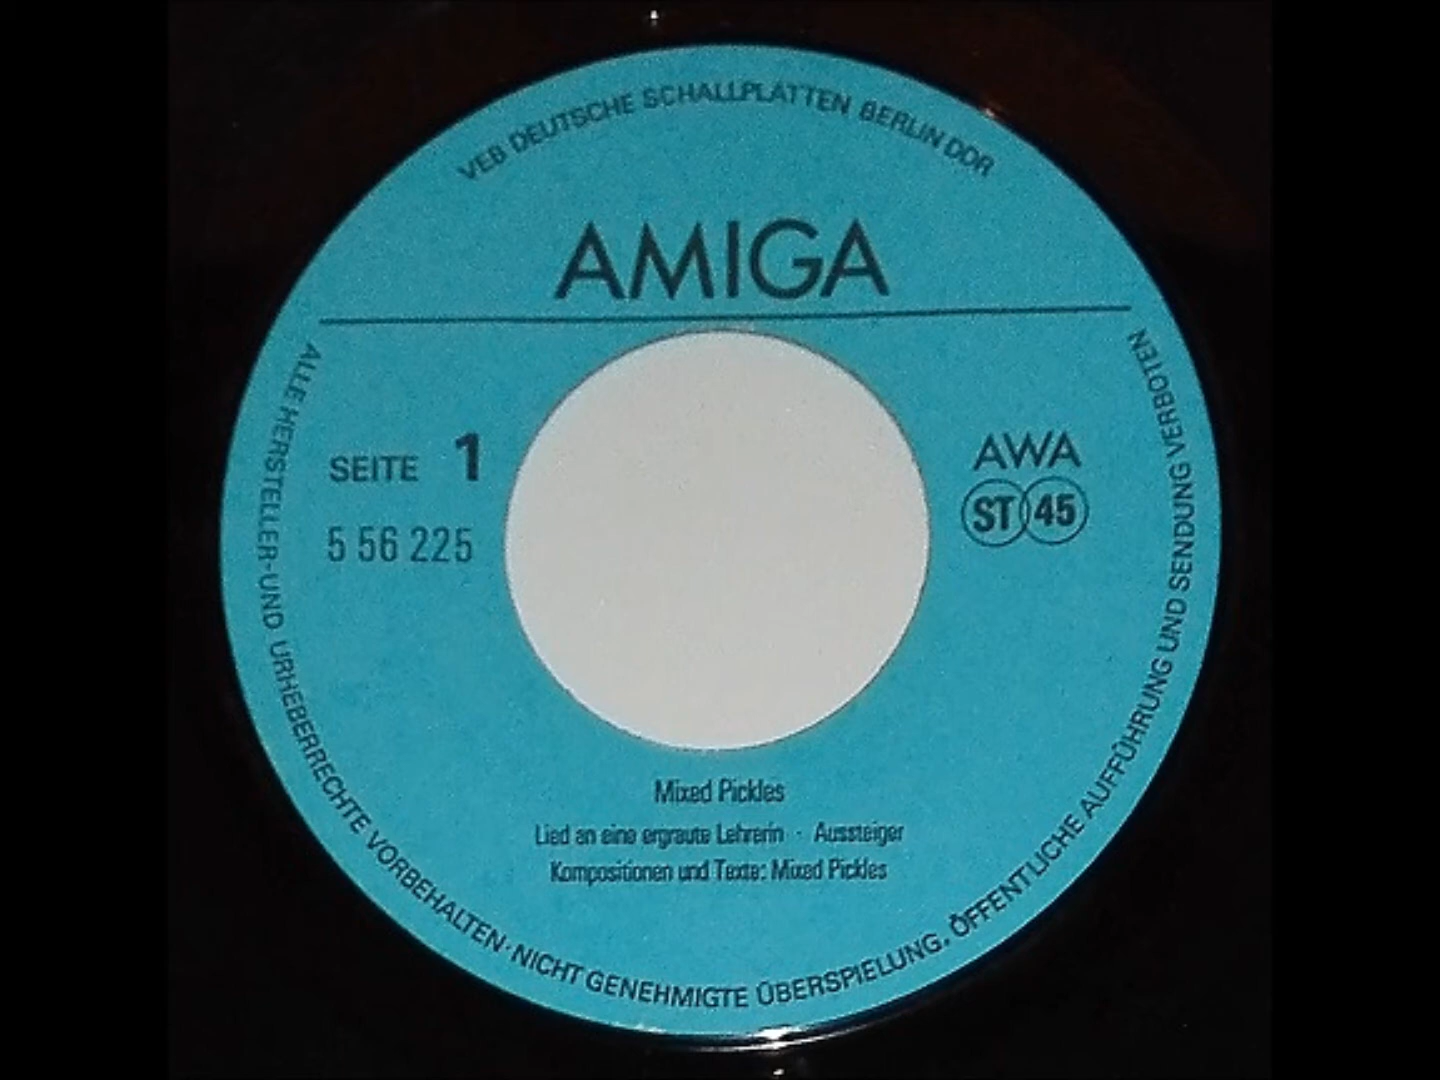 VEB DEUTSCHE SCHALLPLATTEN BERLIN DDR
AMIGA
SEITE 1
5 56 225
AWA
ST 45
Mixed Pickles
Lied an eine ergraute Lehrerin · Aussteiger
Kompositionen und Texte: Mixed Pickles
ALLE HERSTELLER-UND URHEBERRECHTE VORBEHALTEN·NICHT GENEHMIGTE ÜBERSPIELUNG, ÖFFENTLICHE AUFFÜHRUNG UND SENDUNG VERBOTEN